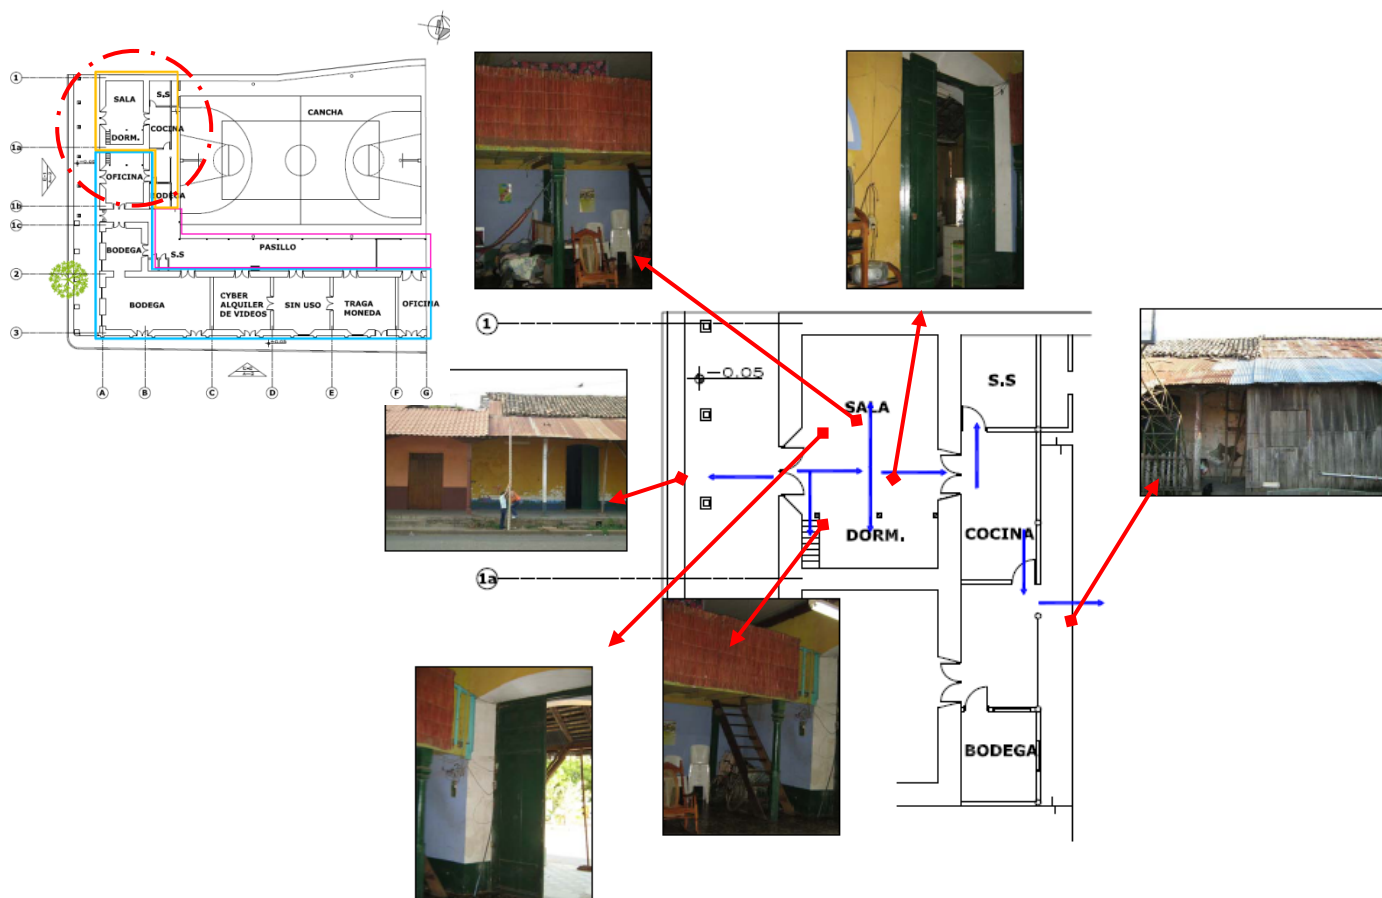 1
SALA
S.S
CANCHA
COCINA
DORM.
1a
OFICINA
BODEGA
1b
1c
BODEGA
S.S
PASILLO
2
BODEGA
CYBER
ALQUILER
DE VIDEOS
SIN USO
TRAGA
MONEDA
OFICINA
3
A
B
C
D
E
F
G
1
-0.05
SALA
S.S
DORM.
COCINA
1a
BODEGA